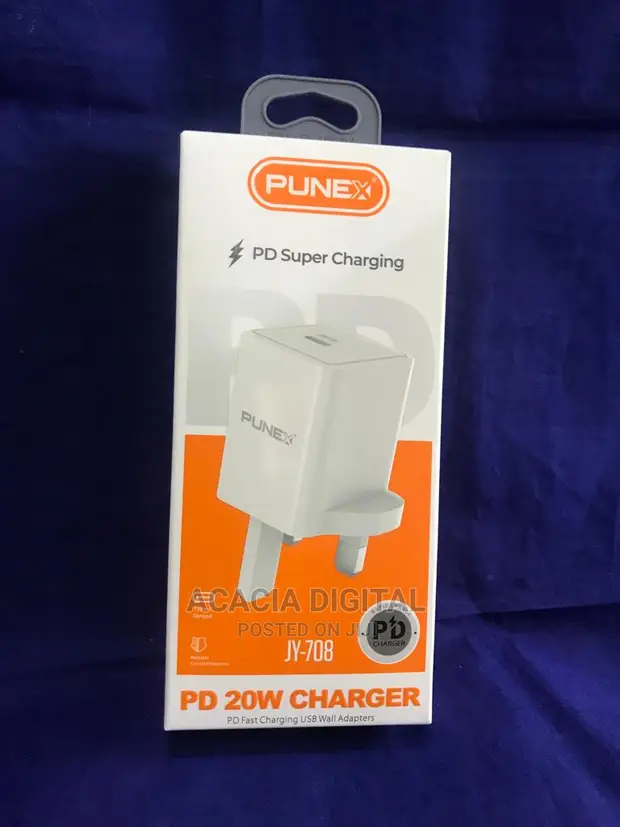 PUNEX®
PD Super Charging
PD
PUNEX
ACACIA DIGITAL
POSTED ON JIJI
JY-708
PD
CHARGER
PD 20W CHARGER
PD Fast Charging USB Wall Adapters